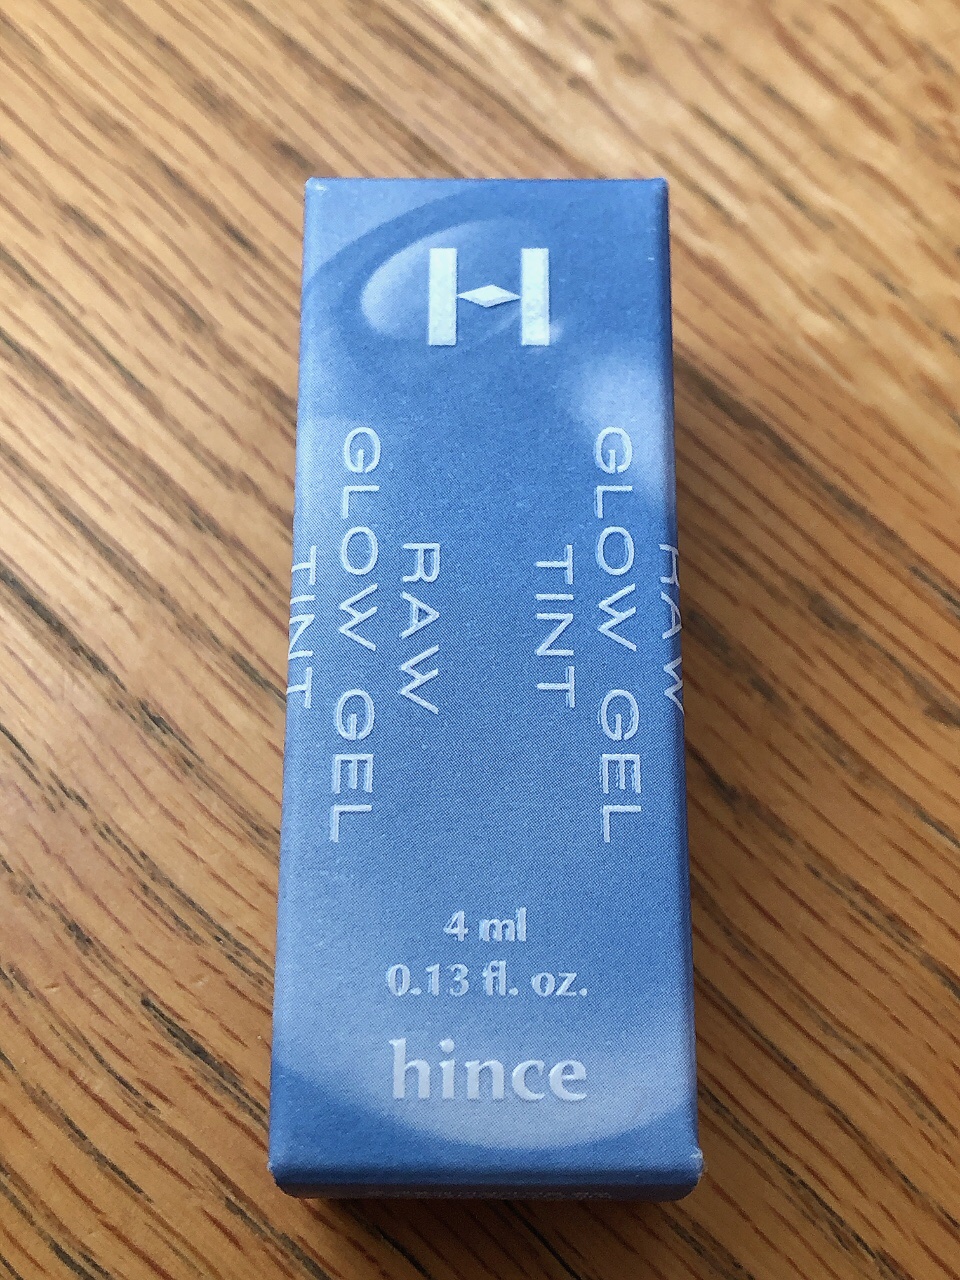 H
RAW
GLOW GEL
TINT
RAW
GLOW GEL
TINT
4 ml
0.13 fl. oz.
hince